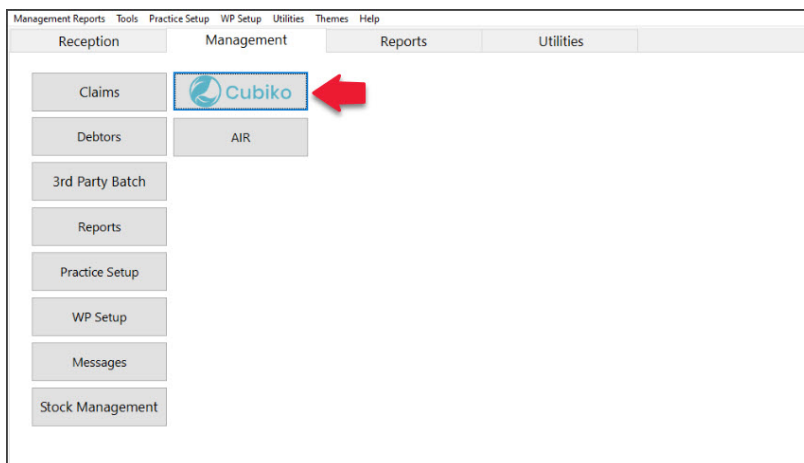 Management Reports Tools Practice Setup WP Setup Utilities Themes Help
Reception Management Reports Utilities
Claims Cubiko
Debtors AIR
3rd Party Batch
Reports
Practice Setup
WP Setup
Messages
Stock Management